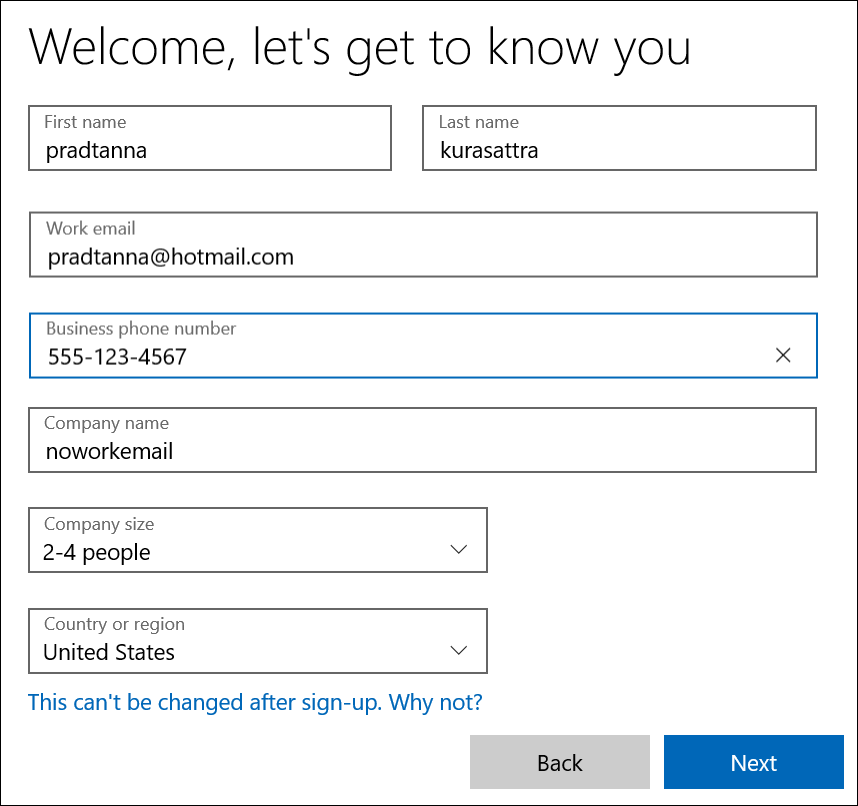 Welcome, let's get to know you
First name
Last name
pradtanna
kurasattra
Work email
pradtanna@hotmail.com
Business phone number
555-123-4567
Company name
noworkemail
Company size
2-4 people
Country or region
United States
This can't be changed after sign-up. Why not?
Back
Next